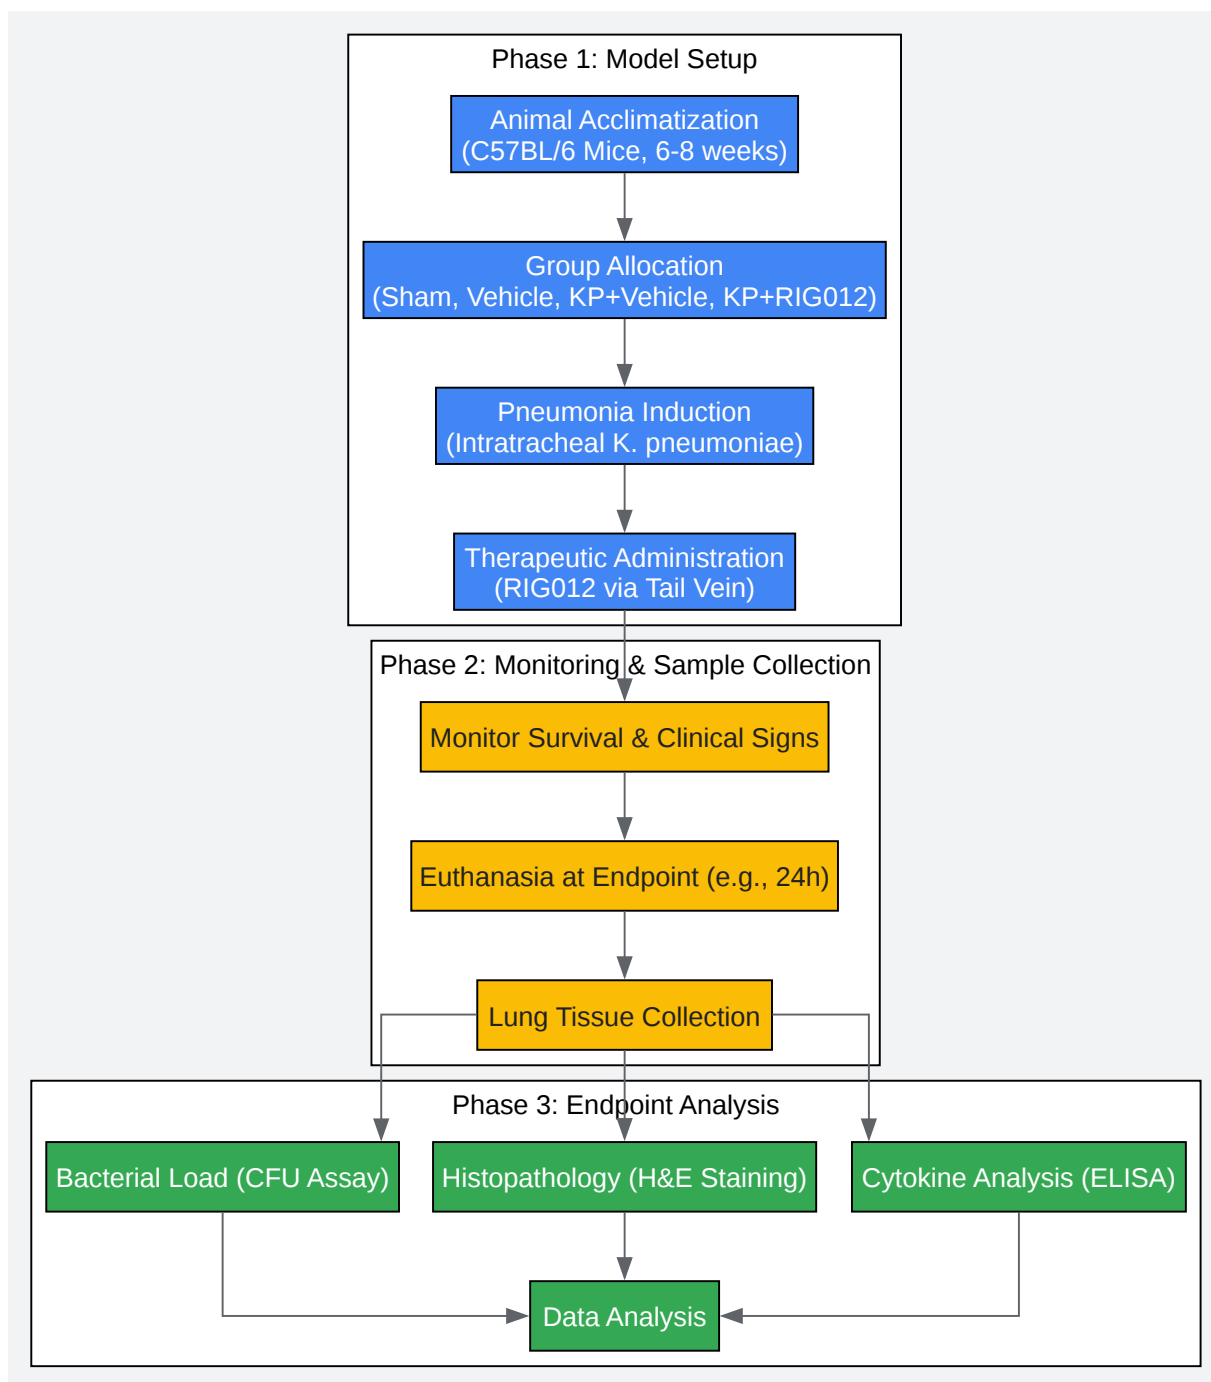 Phase 1: Model Setup
Animal Acclimatization
(C57BL/6 Mice, 6-8 weeks)
Group Allocation
(Sham, Vehicle, KP+Vehicle, KP+RIG012)
Pneumonia Induction
(Intratracheal K. pneumoniae)
Therapeutic Administration
(RIG012 via Tail Vein)
Phase 2: Monitoring & Sample Collection
Monitor Survival & Clinical Signs
Euthanasia at Endpoint (e.g., 24h)
Lung Tissue Collection
Phase 3: Endpoint Analysis
Bacterial Load (CFU Assay)
Histopathology (H&E Staining)
Cytokine Analysis (ELISA)
Data Analysis